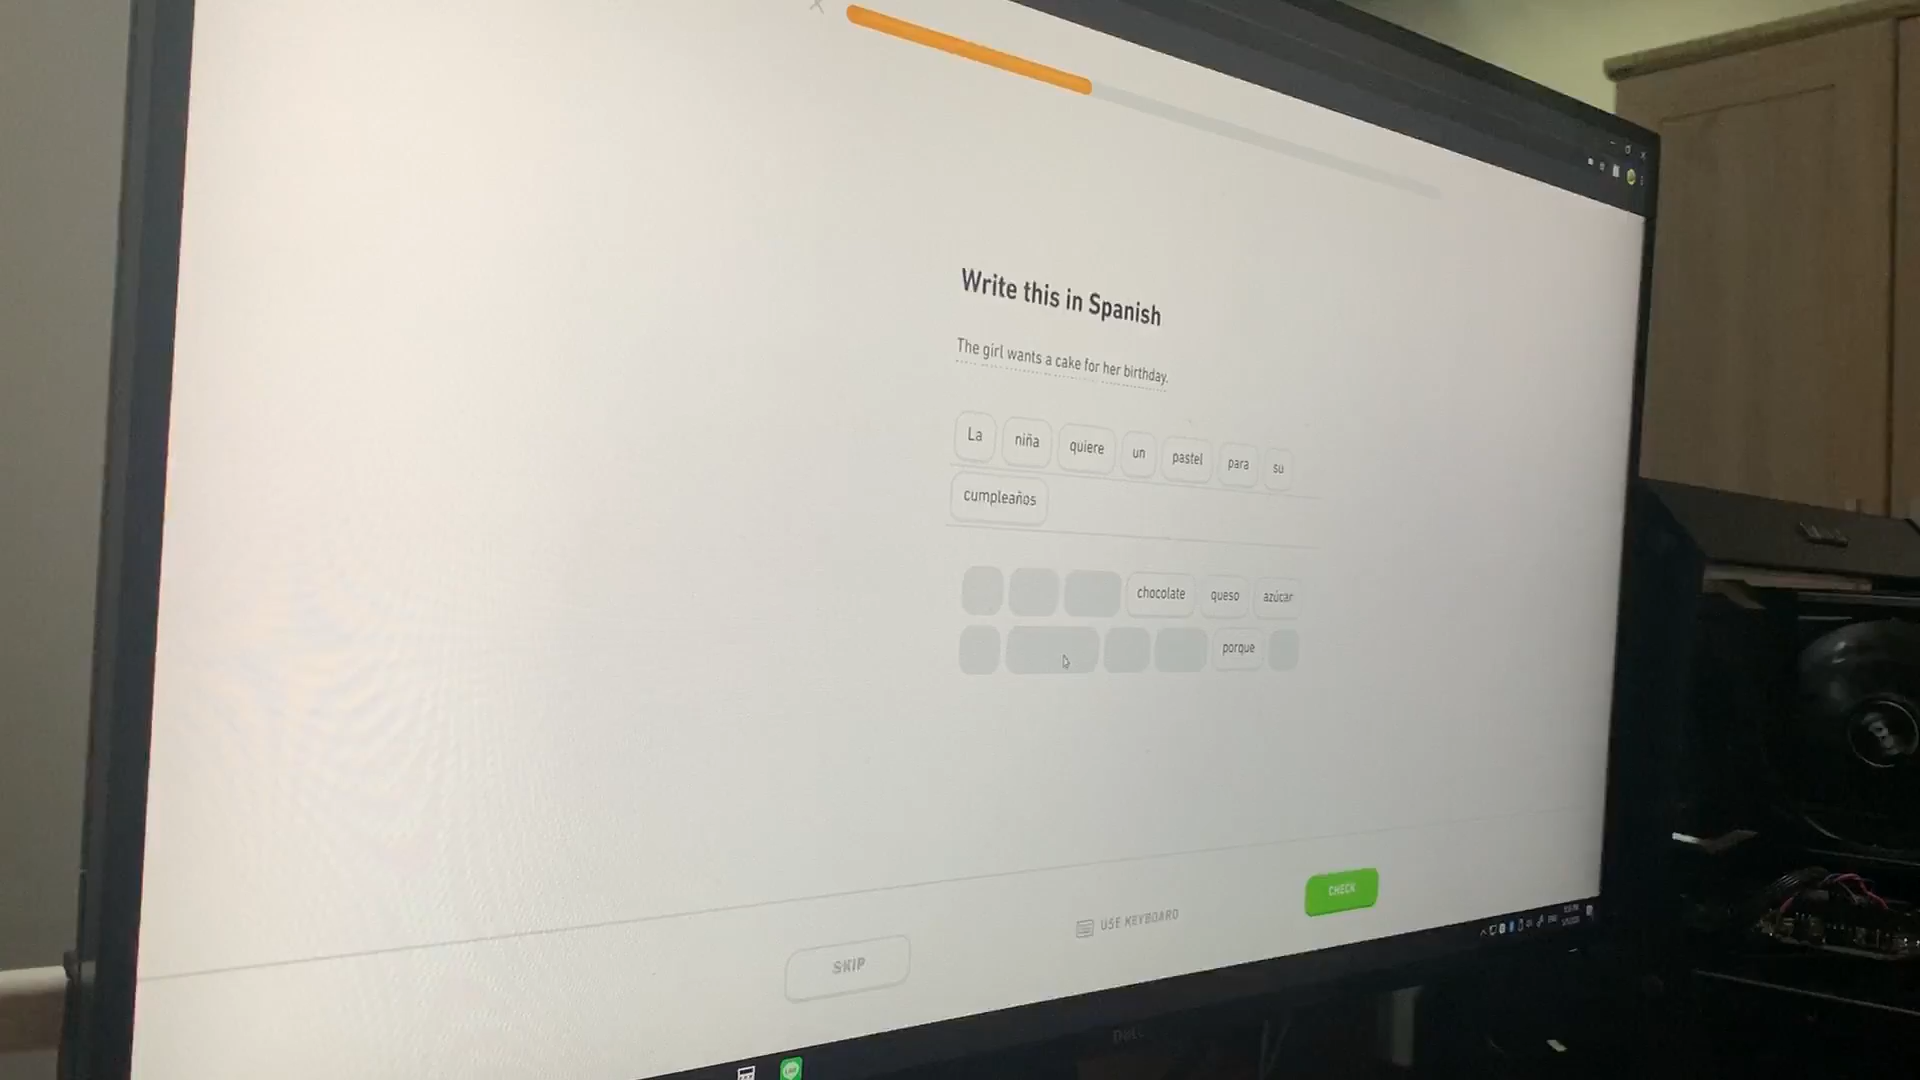 Write this in Spanish
The girl wants a cake for her birthday.
La niña quiere un pastel para su
cumpleaños
chocolate queso azúcar
porque
CHECK
USE KEYBOARD
SKIP